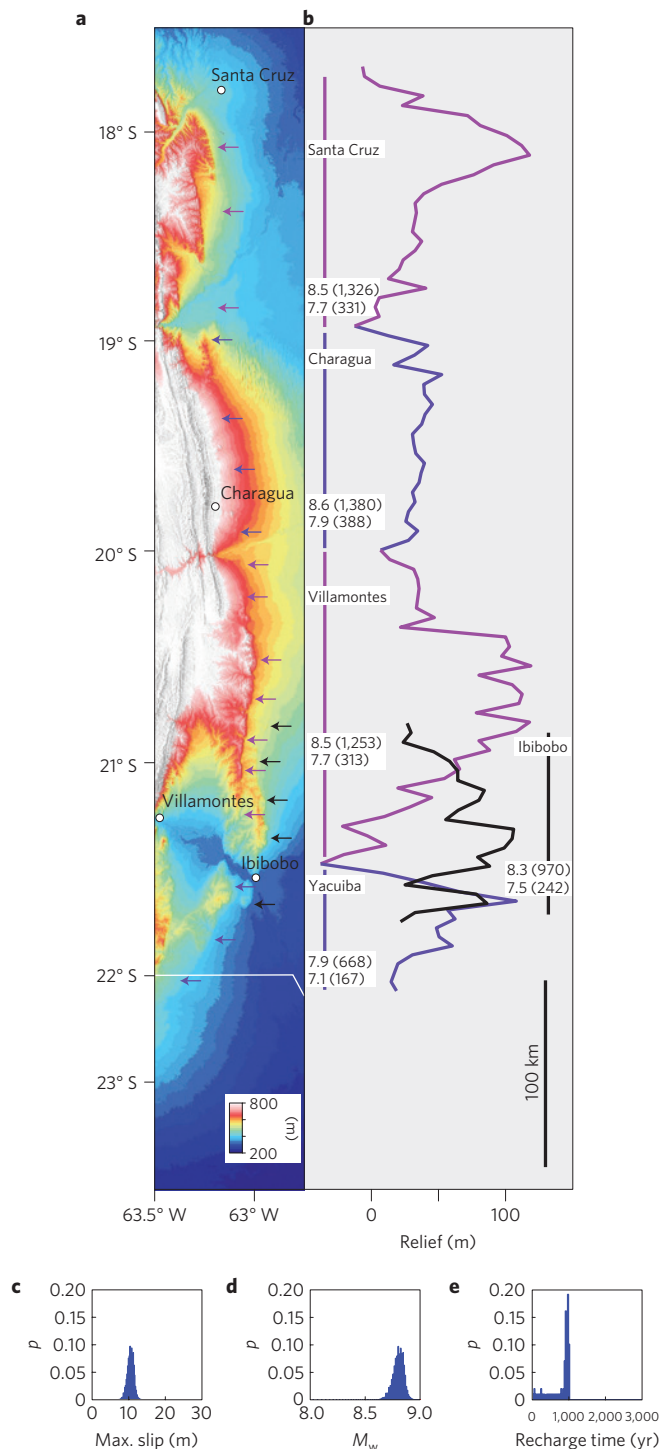 a
b
Santa Cruz
18° S
Santa Cruz
8.5 (1,326)
7.7 (331)
19° S
Charagua
Charagua
8.6 (1,380)
7.9 (388)
20° S
Villamontes
8.5 (1,253)
7.7 (313)
Ibibobo
21° S
Villamontes
Ibibobo
8.3 (970)
7.5 (242)
Yacuiba
7.9 (668)
7.1 (167)
22° S
100 km
23° S
800
(m)
200
63.5° W
63° W
0
100
Relief (m)
c
0.20
0.15
p
0.10
0.05
0
0
10
20
30
Max. slip (m)
d
0.20
0.15
p
0.10
0.05
0
8.0
8.5
9.0
Mw
e
0.20
0.15
p
0.10
0.05
0
0
1,000
2,000
3,000
Recharge time (yr)